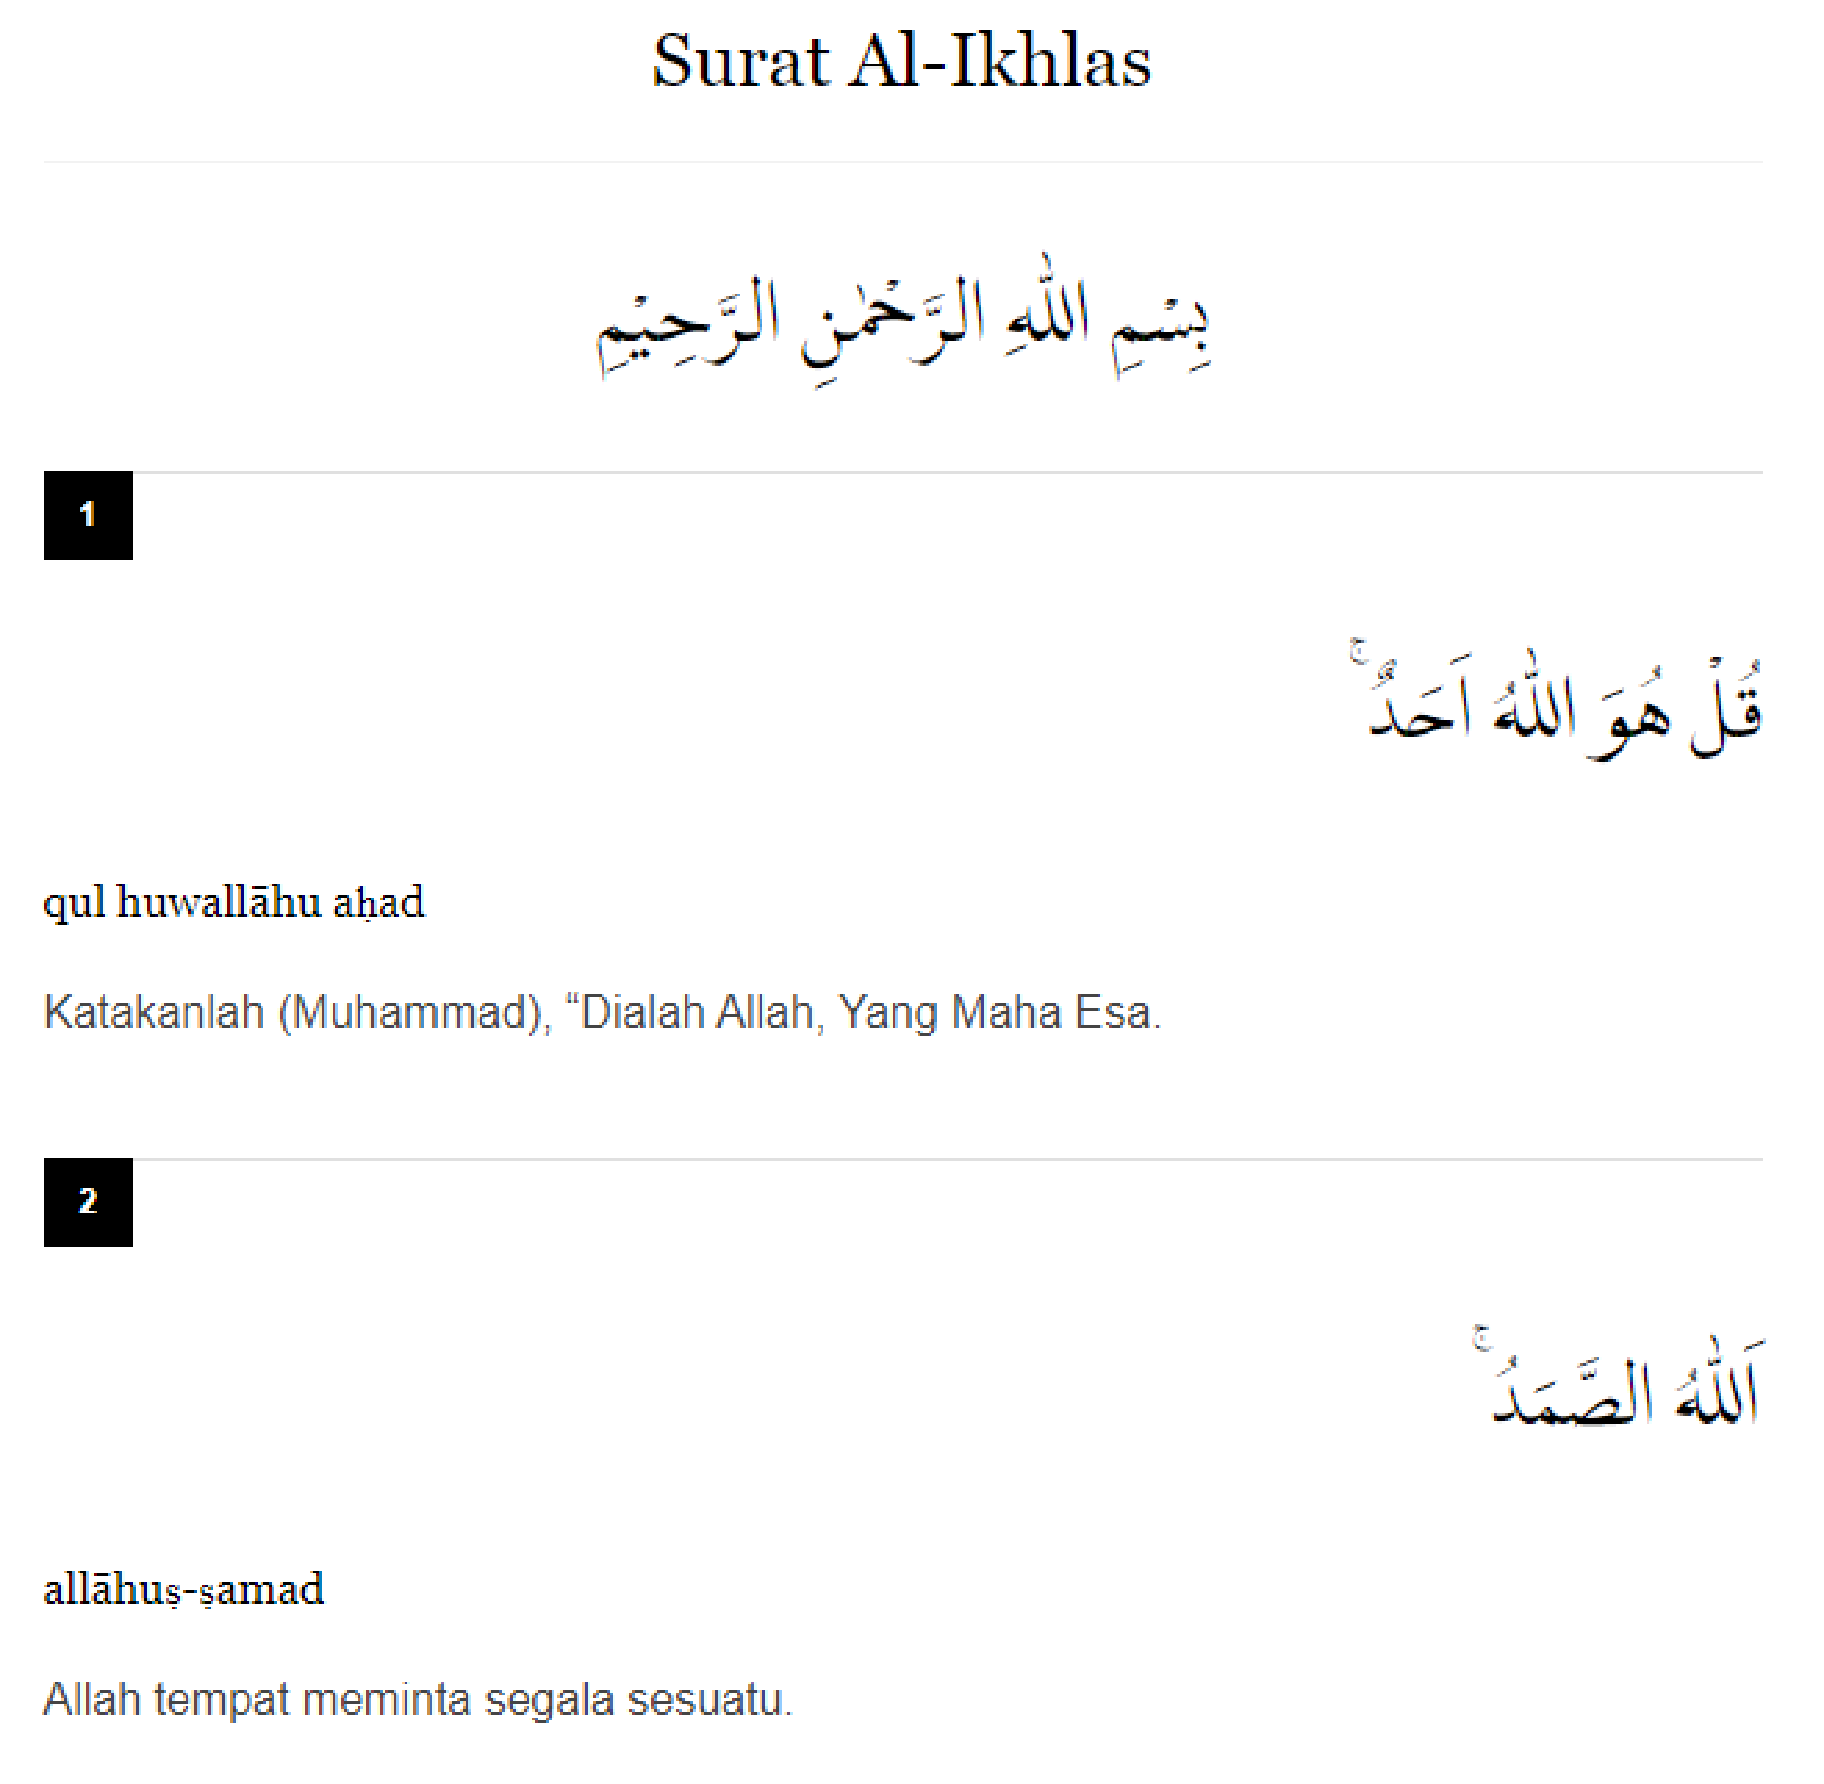 Surat Al-Ikhlas
بِسْمِ اللّٰهِ الرَّحْمٰنِ الرَّحِيْمِ
1
قُلْ هُوَ اللّٰهُ اَحَدٌۚ
qul huwallāhu aḥad
Katakanlah (Muhammad), “Dialah Allah, Yang Maha Esa.
2
اَللّٰهُ الصَّمَدُۚ
allāhuṣ-ṣamad
Allah tempat meminta segala sesuatu.